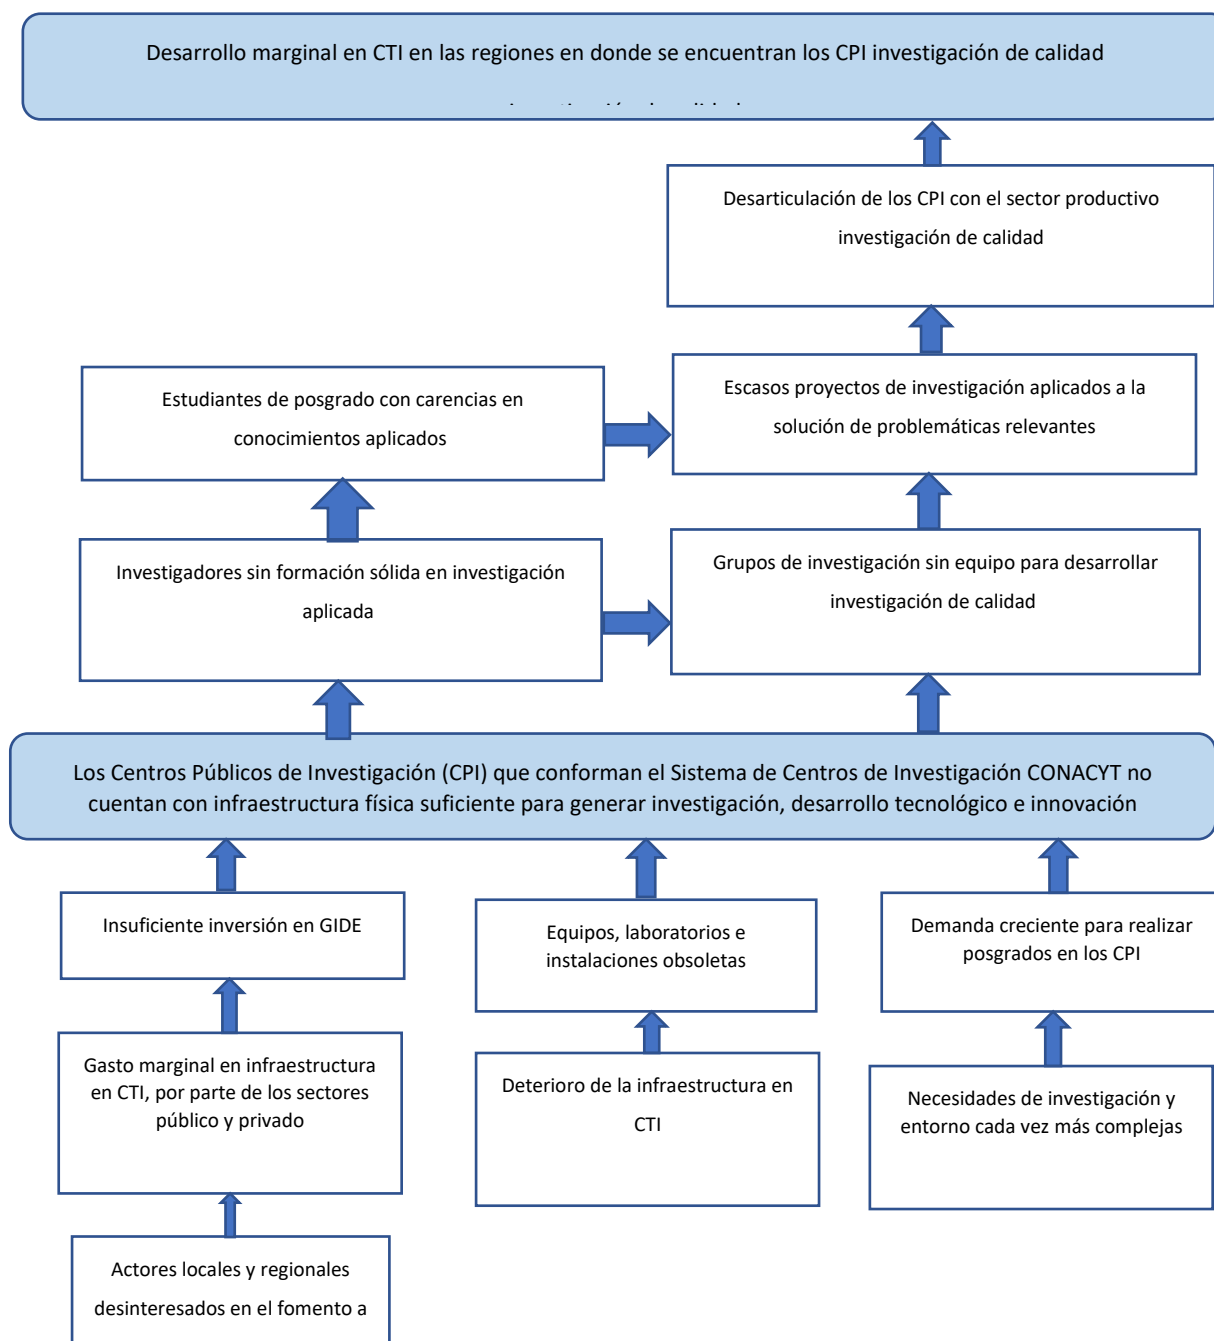 Desarrollo marginal en CTI en las regiones en donde se encuentran los CPI investigación de calidad
Desarticulación de los CPI con el sector productivo
investigación de calidad
Estudiantes de posgrado con carencias en
conocimientos aplicados
Escasos proyectos de investigación aplicados a la
solución de problemáticas relevantes
Investigadores sin formación sólida en investigación
aplicada
Grupos de investigación sin equipo para desarrollar
investigación de calidad
Los Centros Públicos de Investigación (CPI) que conforman el Sistema de Centros de Investigación CONACYT no
cuentan con infraestructura física suficiente para generar investigación, desarrollo tecnológico e innovación
Insuficiente inversión en GIDE
Equipos, laboratorios e
instalaciones obsoletas
Demanda creciente para realizar
posgrados en los CPI
Gasto marginal en infraestructura
en CTI, por parte de los sectores
público y privado
Deterioro de la infraestructura en
CTI
Necesidades de investigación y
entorno cada vez más complejas
Actores locales y regionales
desinteresados en el fomento a